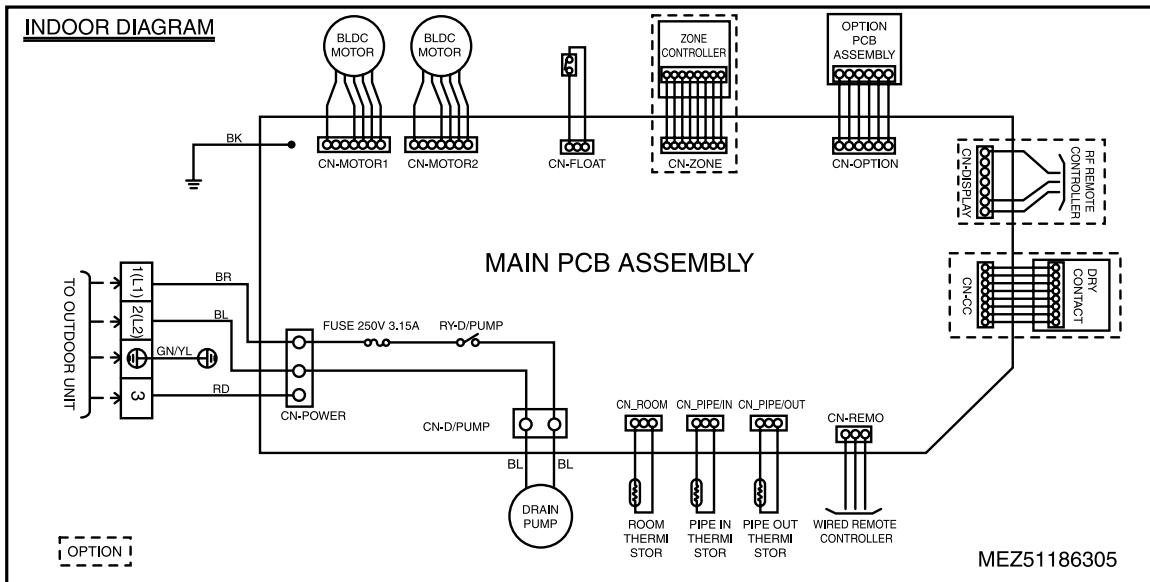 INDOOR DIAGRAM
BLDC
MOTOR
BLDC
MOTOR
ZONE
CONTROLLER
OPTION
PCB
ASSEMBLY
BK
CN-MOTOR1
CN-MOTOR2
CN-FLOAT
CN-ZONE
CN-OPTION
CN-DISPLAY
RF REMOTE
CONTROLLER
MAIN PCB ASSEMBLY
CN-CC
DRY
CONTACT
TO OUTDOOR UNIT
1(L1)
2(L2)
3
BR
BL
GN/YL
RD
FUSE 250V 3.15A
RY-D/PUMP
CN-POWER
CN-D/PUMP
BL
BL
DRAIN
PUMP
CN_ROOM
CN_PIPE/IN
CN_PIPE/OUT
CN-REMO
ROOM
THERMI
STOR
PIPE IN
THERMI
STOR
PIPE OUT
THERMI
STOR
WIRED REMOTE
CONTROLLER
OPTION
MEZ51186305